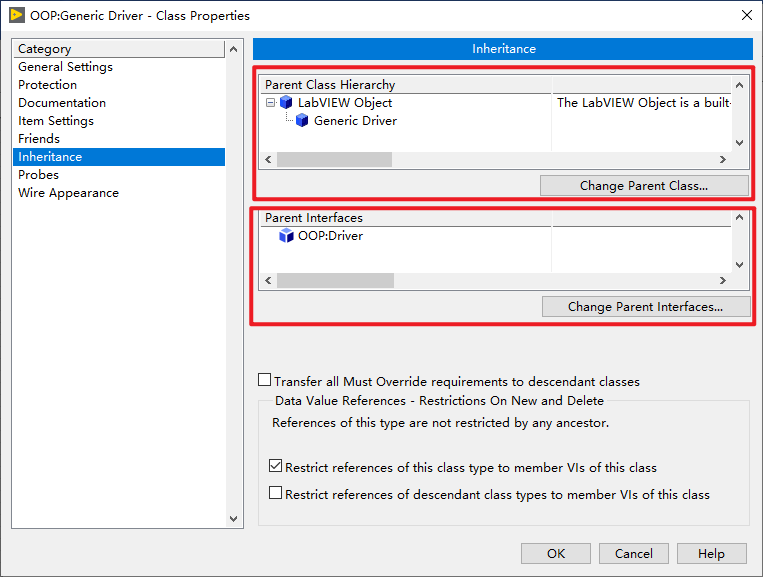 OOP:Generic Driver - Class Properties
Category
General Settings
Protection
Documentation
Item Settings
Friends
Inheritance
Probes
Wire Appearance
Inheritance
Parent Class Hierarchy
LabVIEW Object The LabVIEW Object is a built-
Generic Driver
Change Parent Class...
Parent Interfaces
OOP:Driver
Change Parent Interfaces...
Transfer all Must Override requirements to descendant classes
Data Value References - Restrictions On New and Delete
References of this type are not restricted by any ancestor.
Restrict references of this class type to member VIs of this class
Restrict references of descendant class types to member VIs of this class
OK Cancel Help